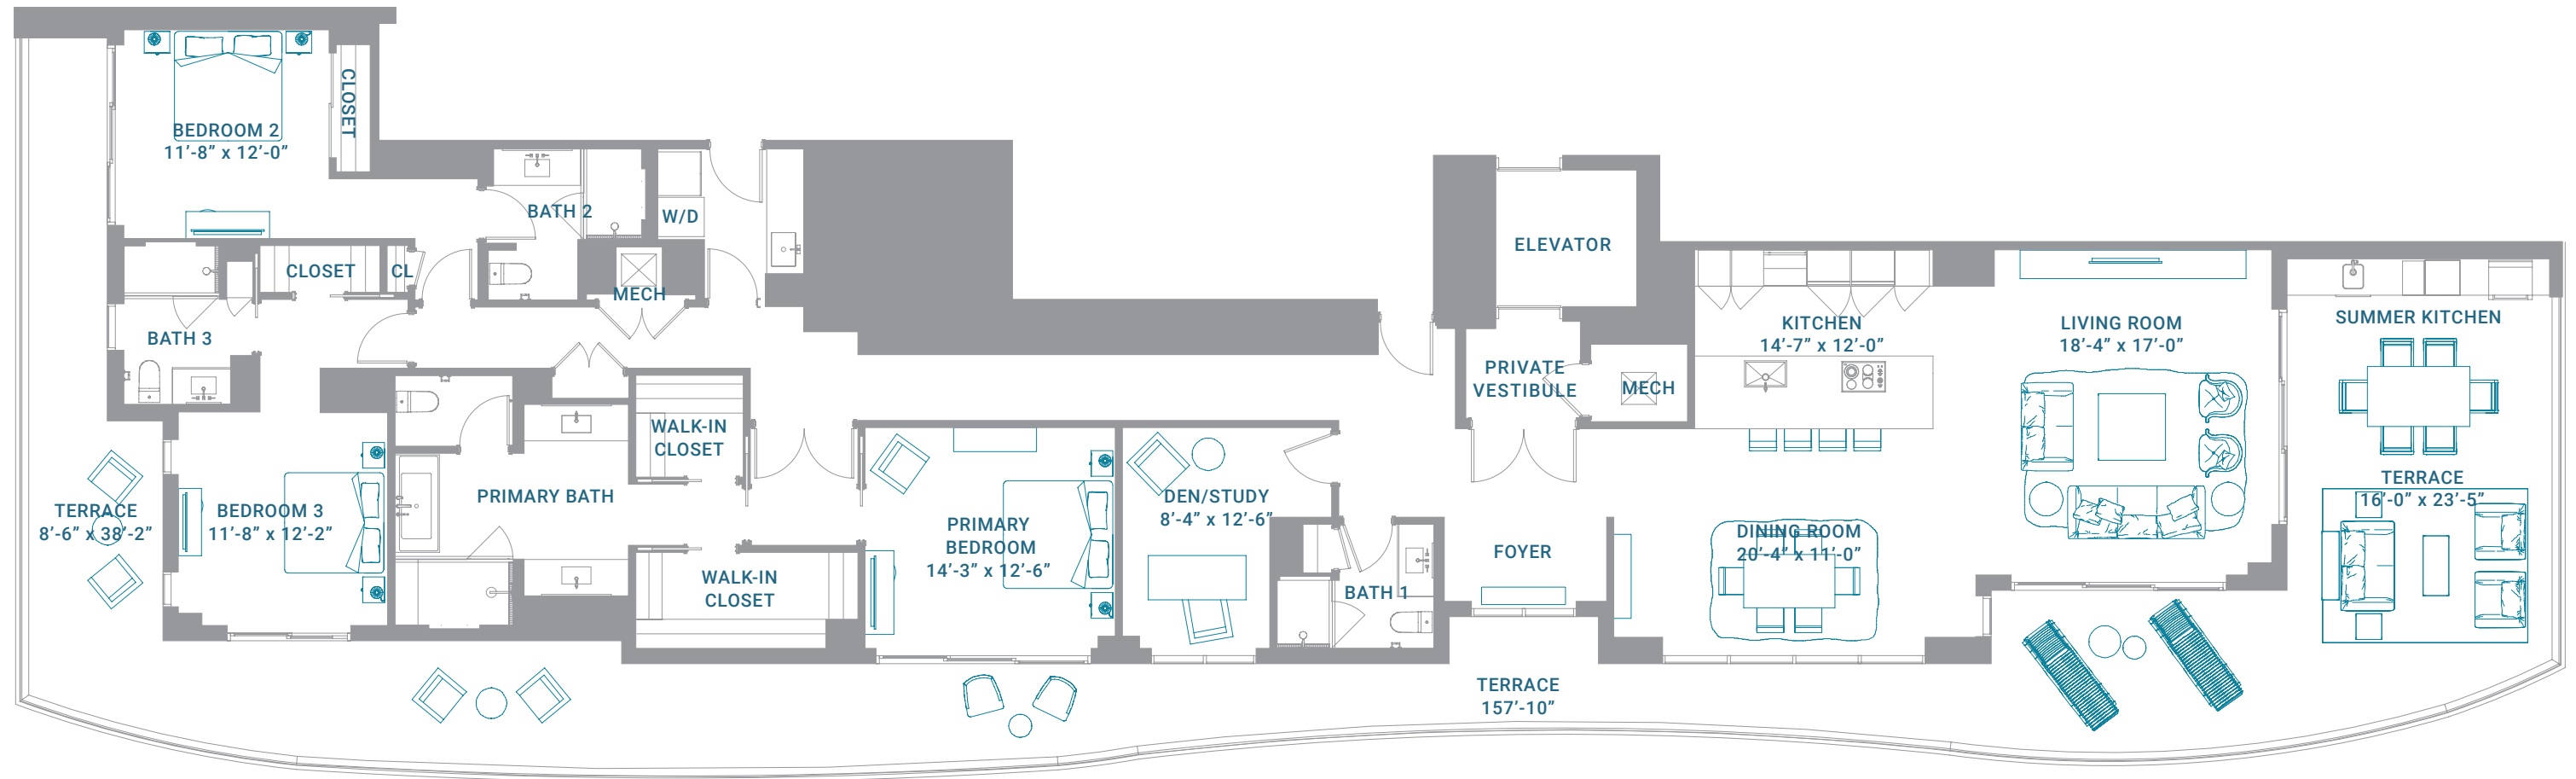 BEDROOM 2
11’-8” x 12’-0”
CLOSET
BATH 2
W/D
MECH
CLOSET
CL
BATH 3
WALK-IN
CLOSET
PRIMARY BATH
TERRACE
8’-6” x 38’-2”
BEDROOM 3
11’-8” x 12’-2”
WALK-IN
CLOSET
PRIMARY
BEDROOM
14’-3” x 12’-6”
DEN/STUDY
8’-4” x 12’-6”
BATH 1
ELEVATOR
PRIVATE
VESTIBULE
MECH
FOYER
KITCHEN
14’-7” x 12’-0”
DINING ROOM
20’-4” x 11’-0”
LIVING ROOM
18’-4” x 17’-0”
SUMMER KITCHEN
TERRACE
16’-0” x 23’-5”
TERRACE
157’-10”